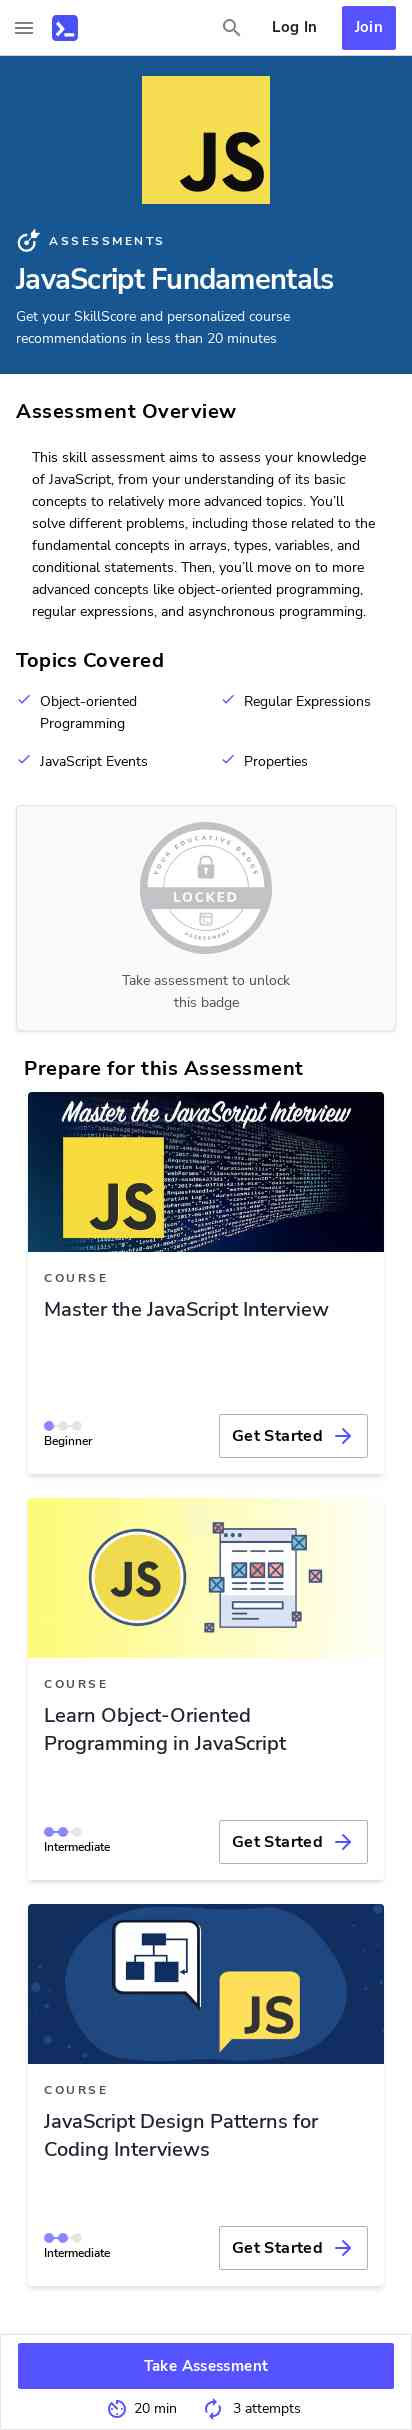 Log In
Join
JS
ASSESSMENTS
JavaScript Fundamentals
Get your SkillScore and personalized course
recommendations in less than 20 minutes
Assessment Overview
This skill assessment aims to assess your knowledge
of JavaScript, from your understanding of its basic
concepts to relatively more advanced topics. You'll
solve different problems, including those related to the
fundamental concepts in arrays, types, variables, and
conditional statements. Then, you'll move on to more
advanced concepts like object-oriented programming,
regular expressions, and asynchronous programming.
Topics Covered
Object-oriented
Programming
Regular Expressions
JavaScript Events
Properties
YOUR EDUCATIVE BADGE
LOCKED
ASSESSMENT
Take assessment to unlock
this badge
Prepare for this Assessment
Master the JavaScript Interview
JS
COURSE
Master the JavaScript Interview
Beginner
Get Started
JS
COURSE
Learn Object-Oriented
Programming in JavaScript
Intermediate
Get Started
JS
COURSE
JavaScript Design Patterns for
Coding Interviews
Intermediate
Get Started
Take Assessment
20 min
3 attempts